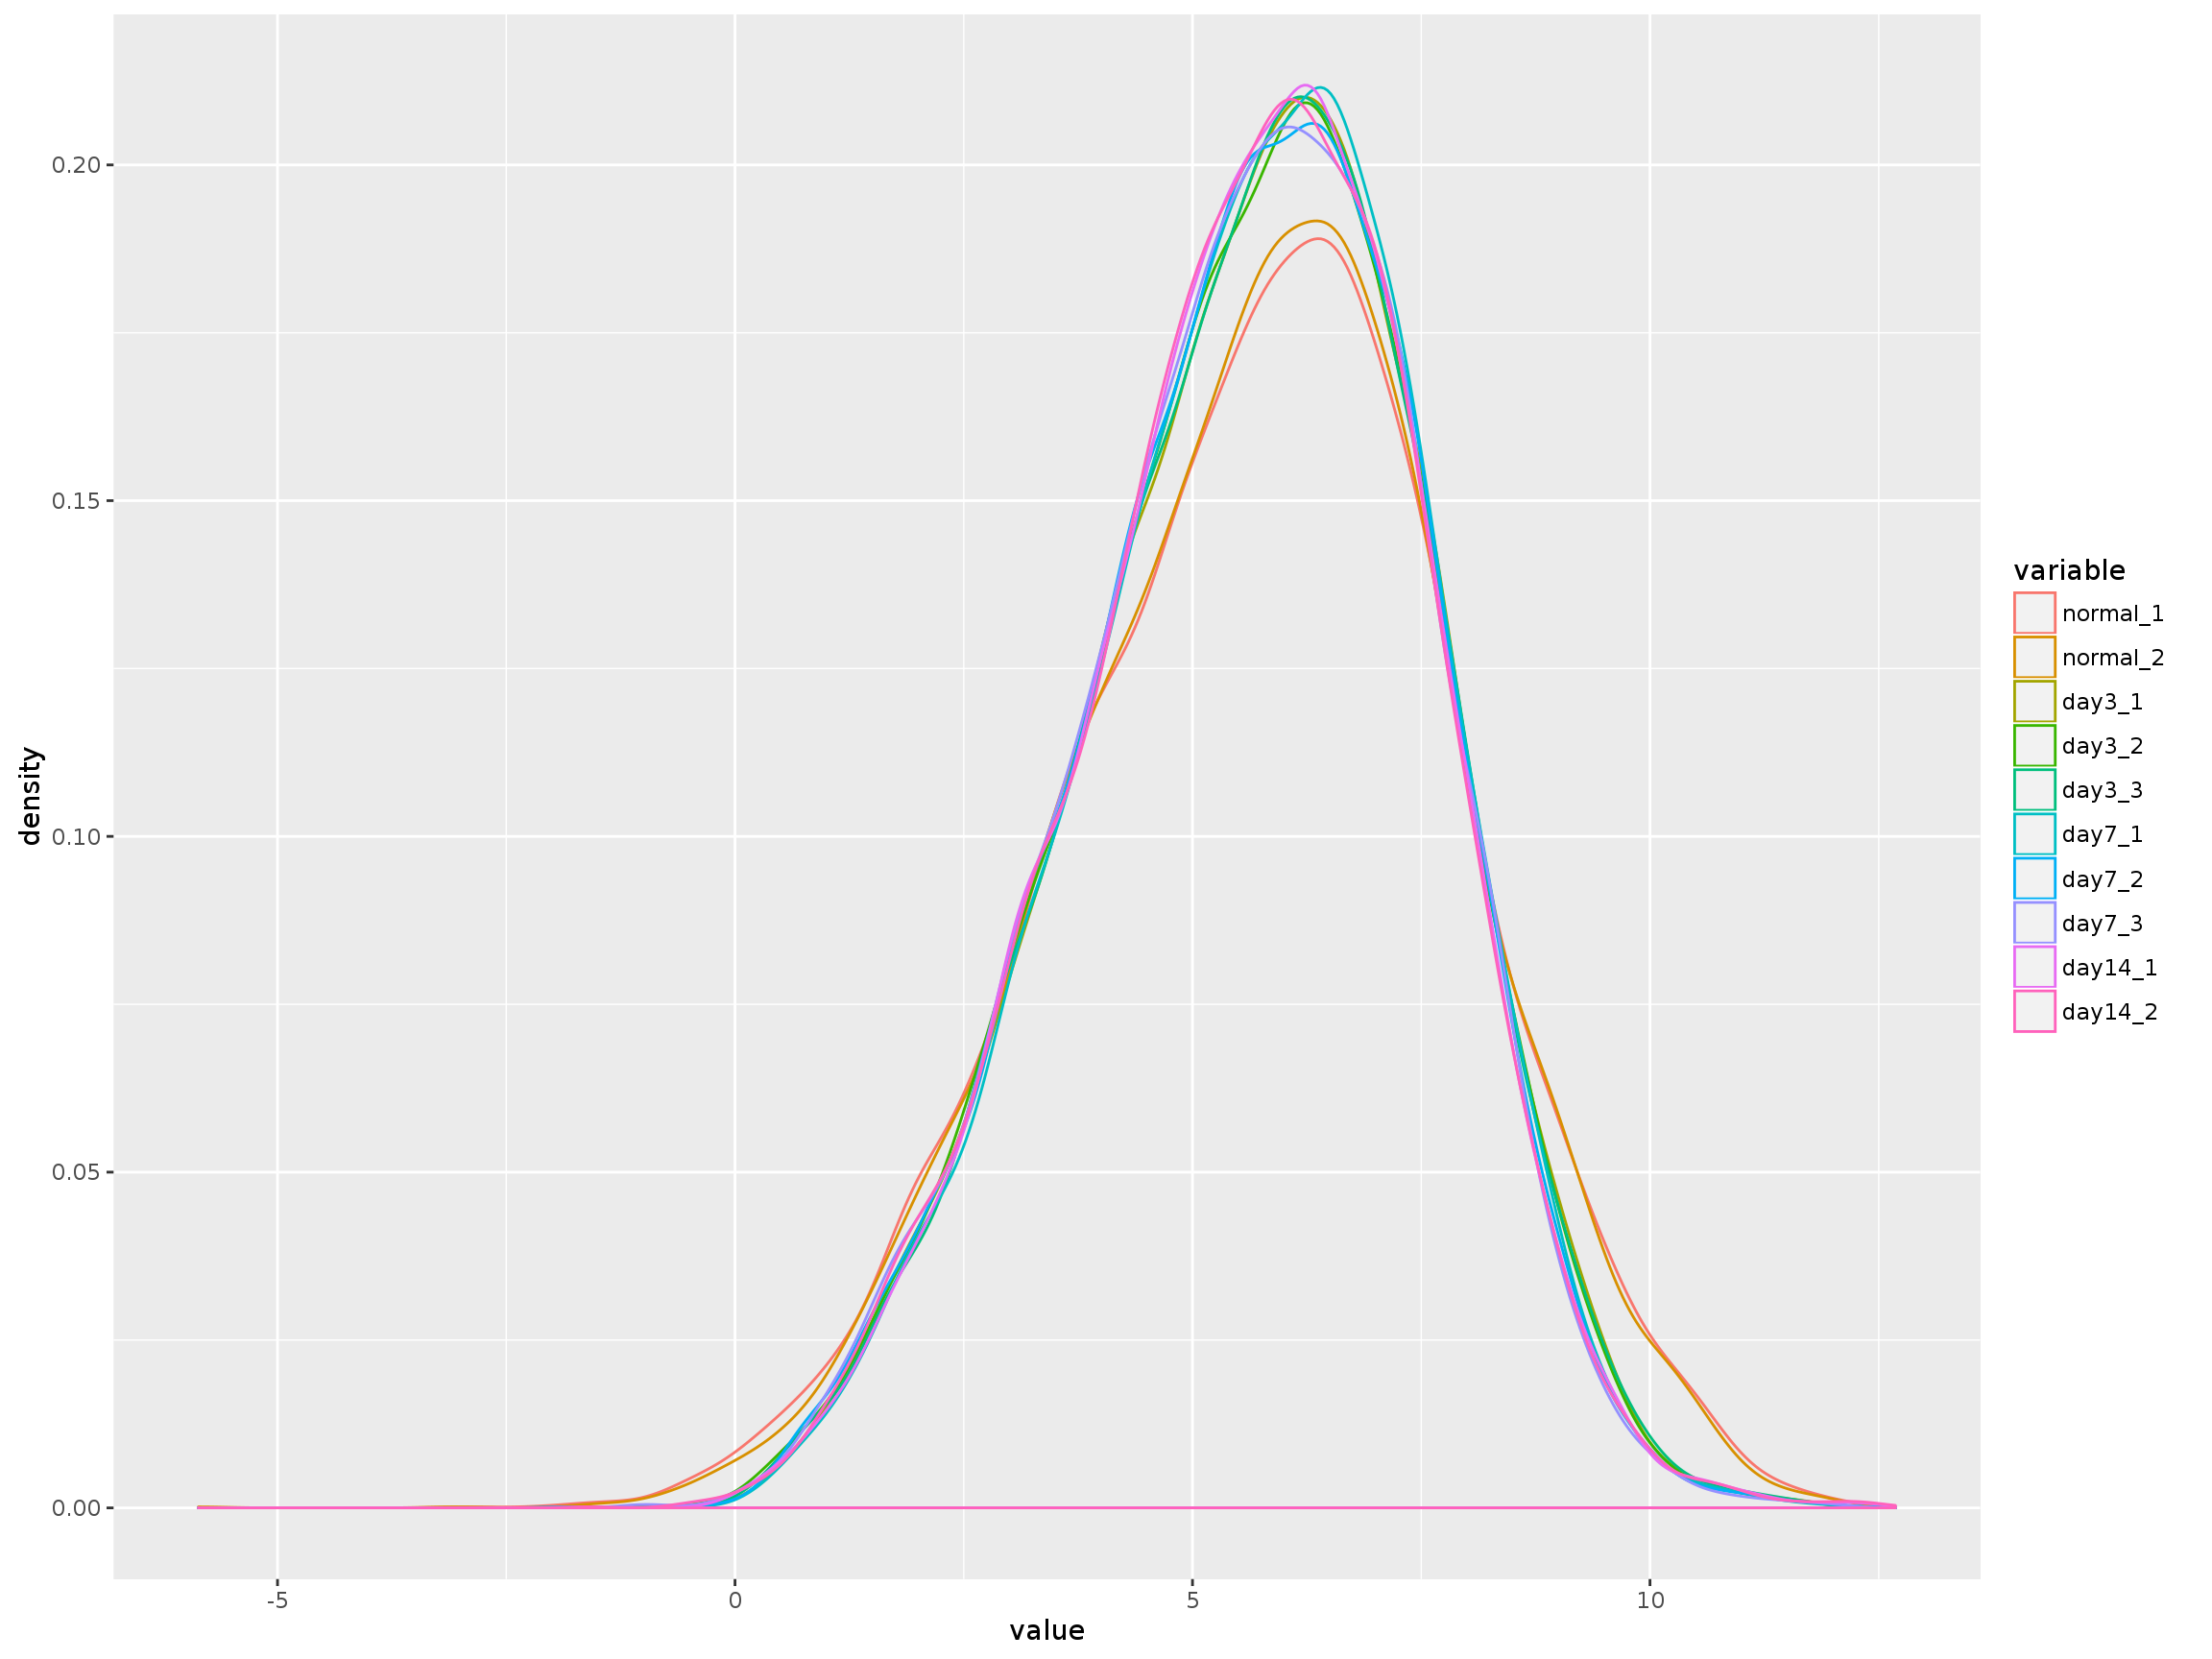 0.20
0.15
0.10
0.05
0.00
density
-5
0
5
10
value
variable
normal_1
normal_2
day3_1
day3_2
day3_3
day7_1
day7_2
day7_3
day14_1
day14_2